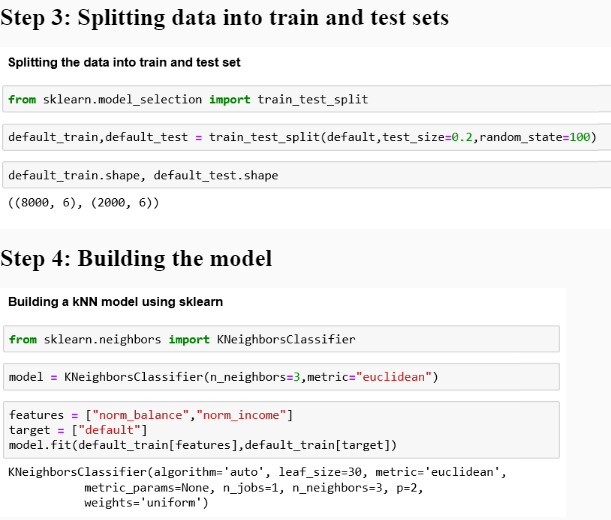 Step 3: Splitting data into train and test sets
Splitting the data into train and test set
from sklearn.model_selection import train_test_split
default_train,default_test = train_test_split(default,test_size=0.2,random_state=100)
default_train.shape, default_test.shape
((8000, 6), (2000, 6))
Step 4: Building the model
Building a kNN model using sklearn
from sklearn.neighbors import KNeighborsClassifier
model = KNeighborsClassifier(n_neighbors=3,metric="euclidean")
features = ["norm_balance","norm_income"]
target = ["default"]
model.fit(default_train[features],default_train[target])
KNeighborsClassifier(algorithm='auto', leaf_size=30, metric='euclidean',
metric_params=None, n_jobs=1, n_neighbors=3, p=2,
weights='uniform')